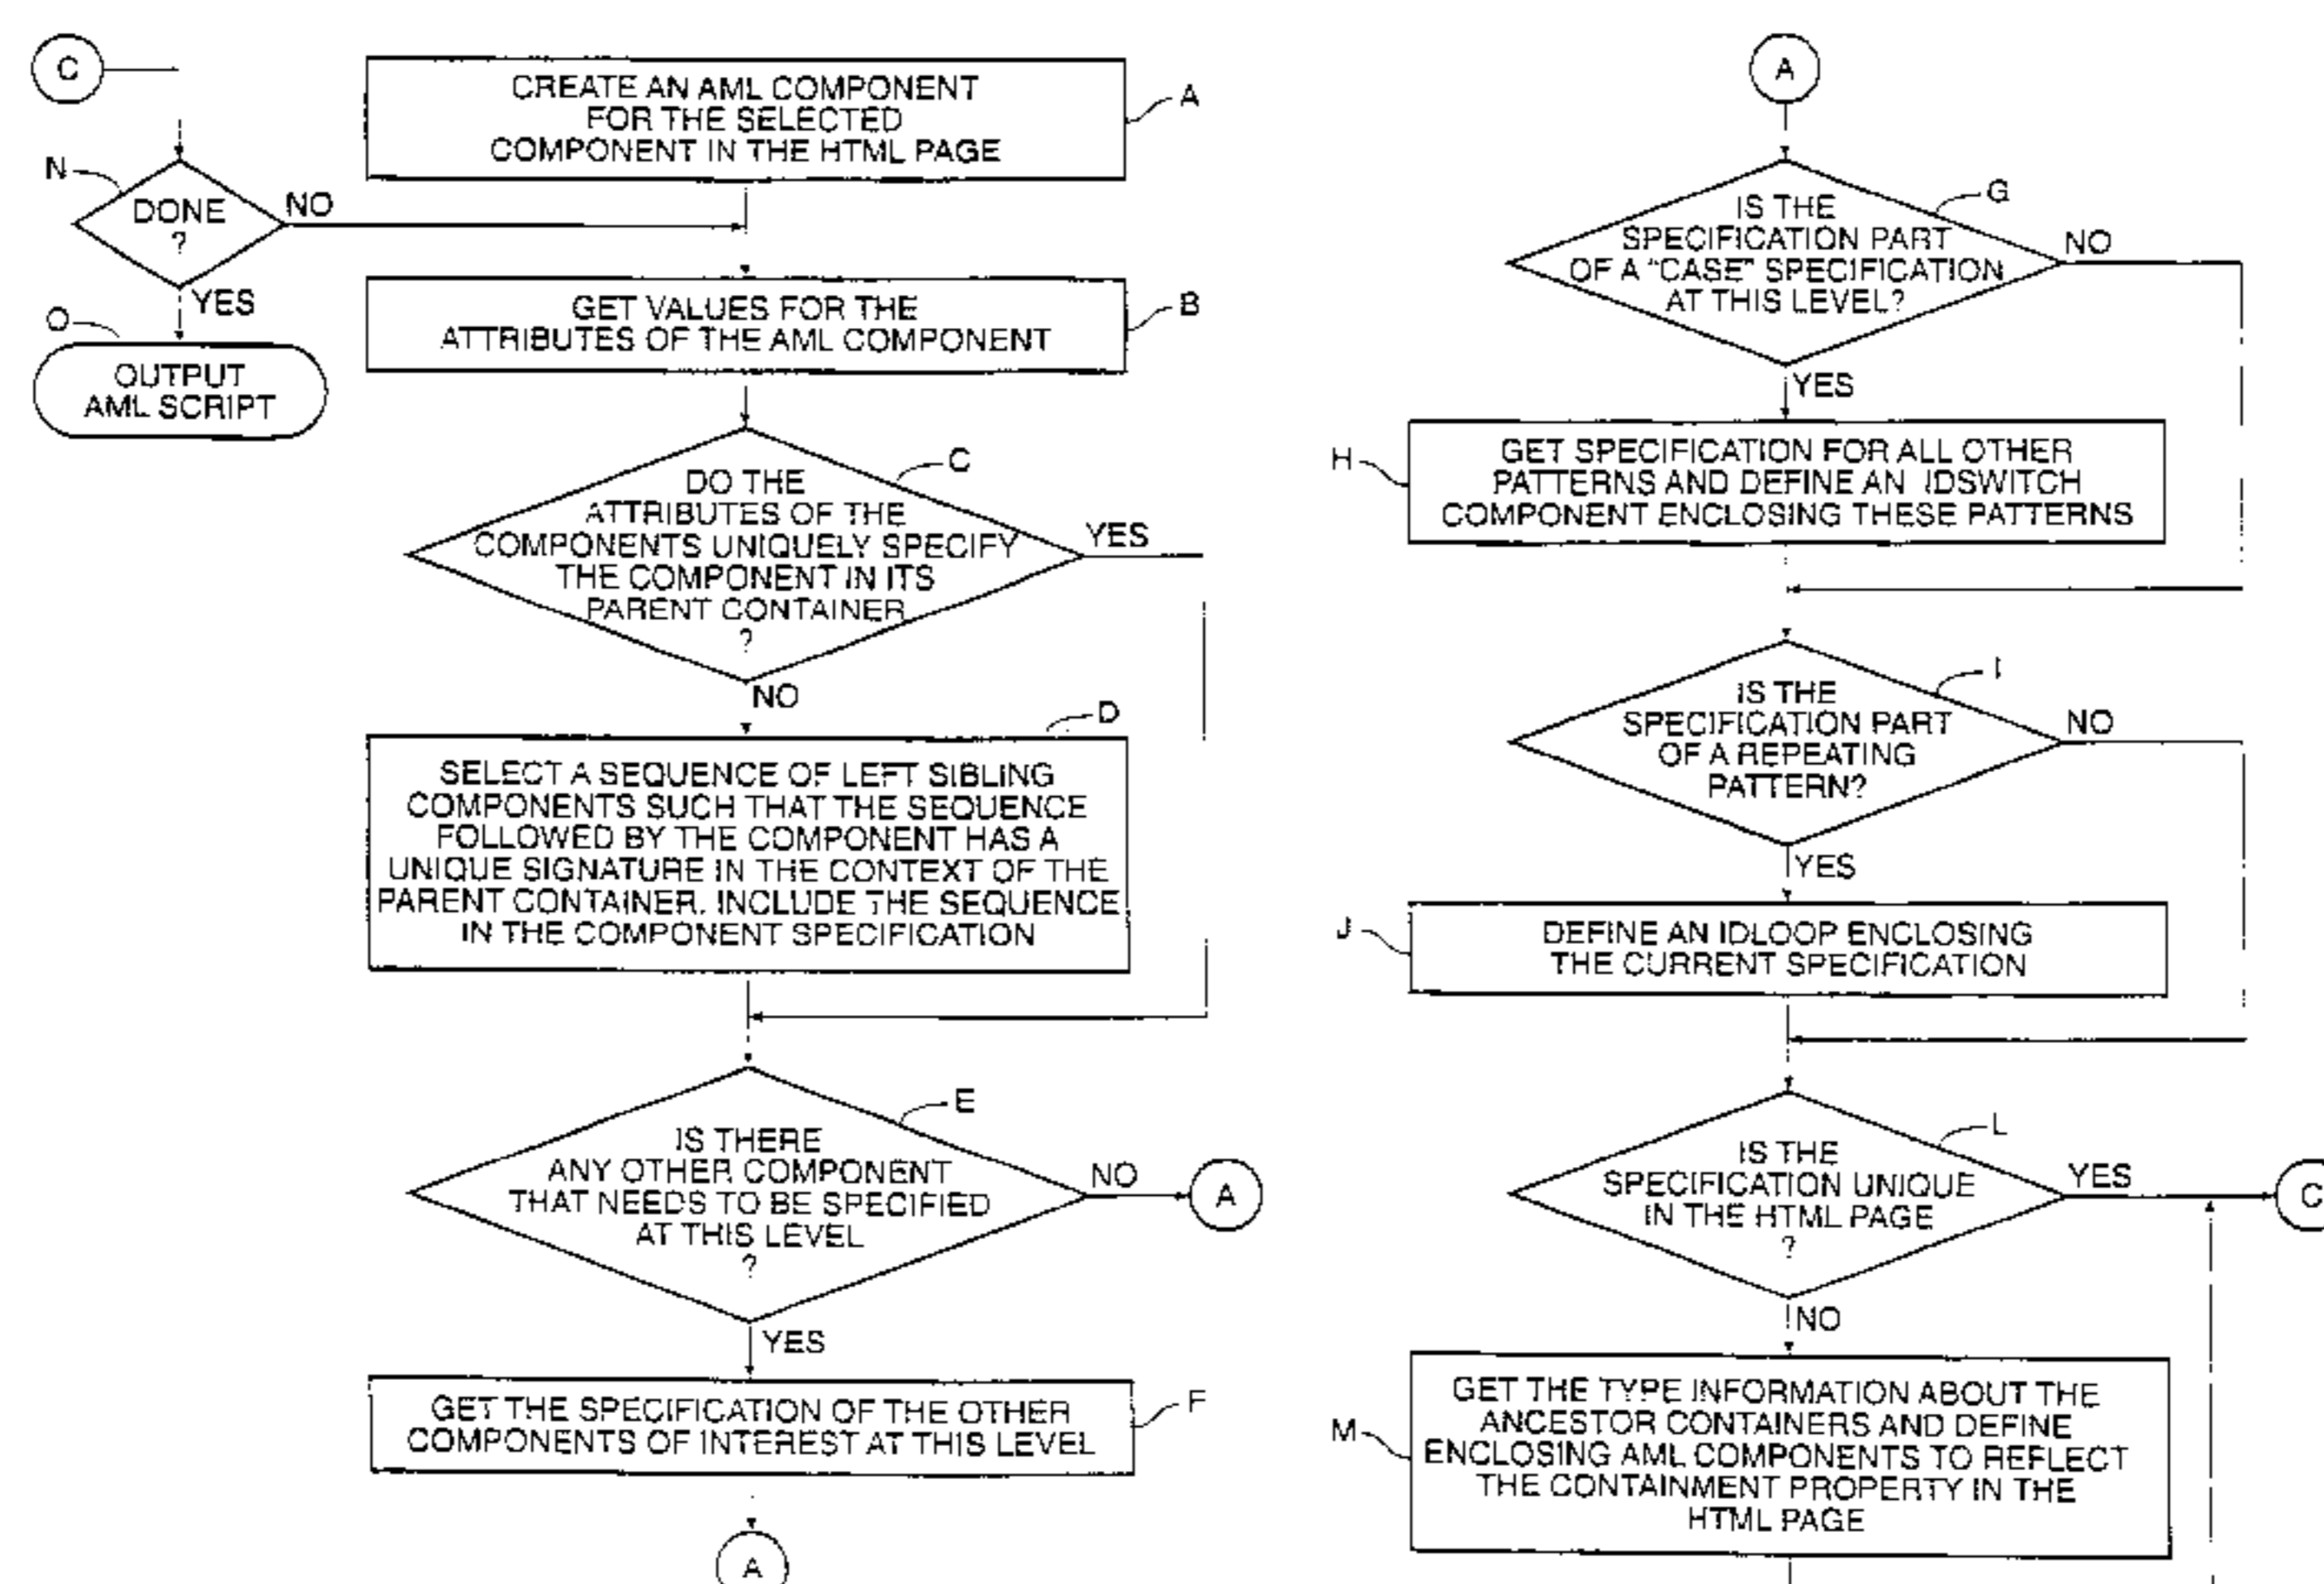 C
N
DONE
?
NO
YES
O
OUTPUT
AML SCRIPT
CREATE AN AML COMPONENT
FOR THE SELECTED
COMPONENT IN THE HTML PAGE
A
GET VALUES FOR THE
ATTRIBUTES OF THE AML COMPONENT
B
DO THE
ATTRIBUTES OF THE
COMPONENTS UNIQUELY SPECIFY
THE COMPONENT IN ITS
PARENT CONTAINER
?
C
YES
NO
D
SELECT A SEQUENCE OF LEFT SIBLING
COMPONENTS SUCH THAT THE SEQUENCE
FOLLOWED BY THE COMPONENT HAS A
UNIQUE SIGNATURE IN THE CONTEXT OF THE
PARENT CONTAINER. INCLUDE THE SEQUENCE
IN THE COMPONENT SPECIFICATION
E
IS THERE
ANY OTHER COMPONENT
THAT NEEDS TO BE SPECIFIED
AT THIS LEVEL
?
NO
A
YES
GET THE SPECIFICATION OF THE OTHER
COMPONENTS OF INTEREST AT THIS LEVEL
F
A
A
G
IS THE
SPECIFICATION PART
OF A "CASE" SPECIFICATION
AT THIS LEVEL?
NO
YES
H
GET SPECIFICATION FOR ALL OTHER
PATTERNS AND DEFINE AN IDSWITCH
COMPONENT ENCLOSING THESE PATTERNS
I
IS THE
SPECIFICATION PART
OF A REPEATING
PATTERN?
NO
YES
J
DEFINE AN IDLOOP ENCLOSING
THE CURRENT SPECIFICATION
L
IS THE
SPECIFICATION UNIQUE
IN THE HTML PAGE
?
YES
C
NO
M
GET THE TYPE INFORMATION ABOUT THE
ANCESTOR CONTAINERS AND DEFINE
ENCLOSING AML COMPONENTS TO REFLECT
THE CONTAINMENT PROPERTY IN THE
HTML PAGE